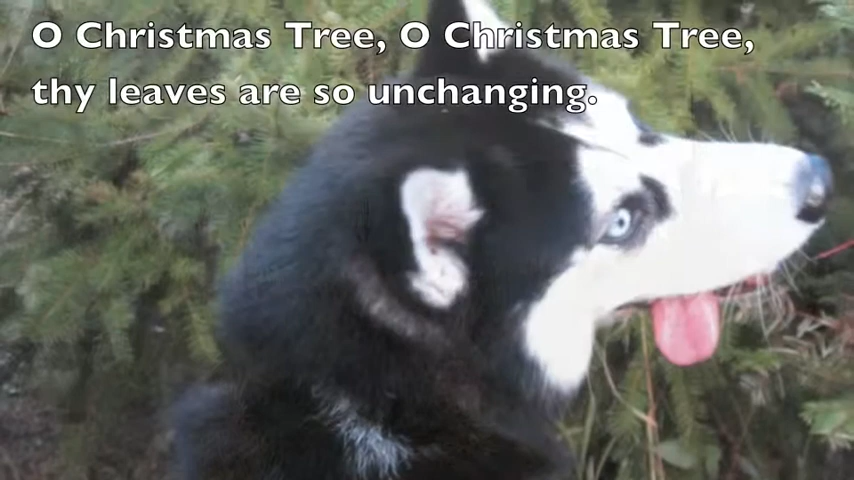 O Christmas Tree, O Christmas Tree,
thy leaves are so unchanging.